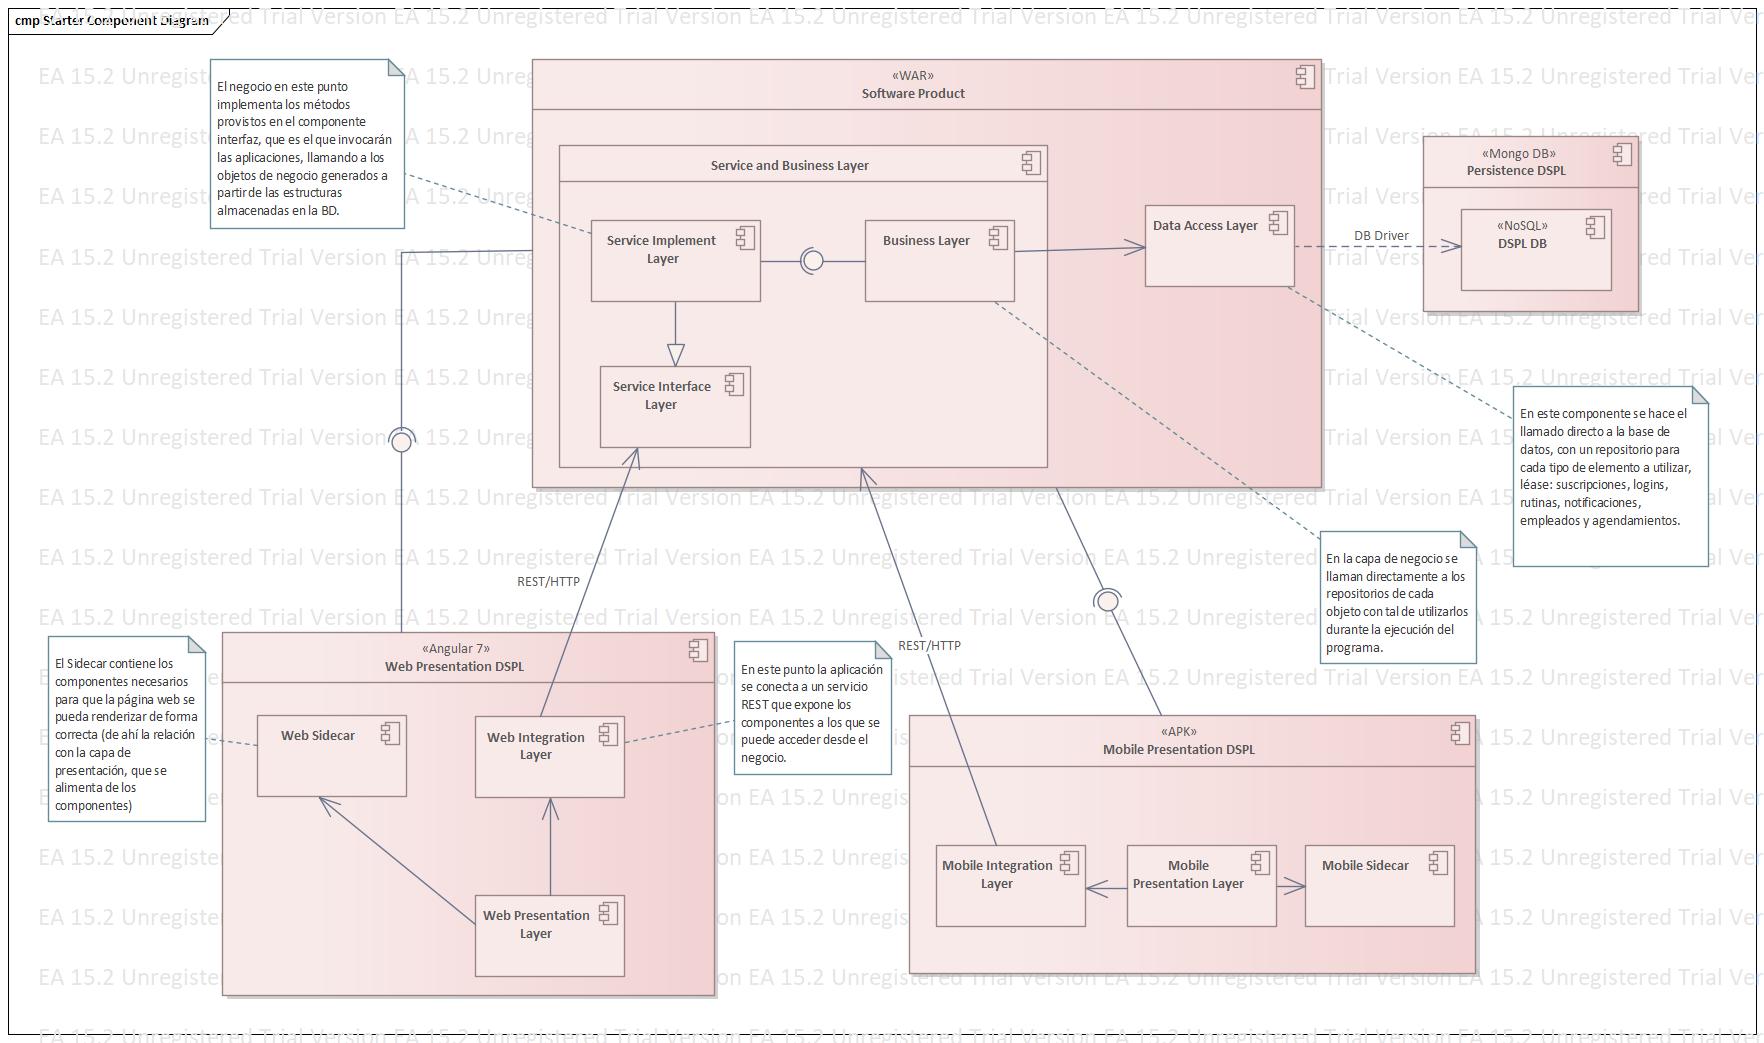 cmp Starter Component Diagram
El negocio en este punto
implementa los métodos
provistos en el componente
interfaz, que es el que invocarán
las aplicaciones, llamando a los
objetos de negocio generados a
partir de las estructuras
almacenadas en la BD.
«WAR»
Software Product
Service and Business Layer
Service Implement
Layer
Business Layer
Service Interface
Layer
Data Access Layer
DB Driver
«Mongo DB»
Persistence DSPL
«NoSQL»
DSPL DB
En este componente se hace el
llamado directo a la base de
datos, con un repositorio para
cada tipo de elemento a utilizar,
léase: suscripciones, logins,
rutinas, notificaciones,
empleados y agendamientos.
En la capa de negocio se
llaman directamente a los
repositorios de cada
objeto con tal de utilizarlos
durante la ejecución del
programa.
REST/HTTP
REST/HTTP
El Sidecar contiene los
componentes necesarios
para que la página web se
pueda renderizar de forma
correcta (de ahí la relación
con la capa de
presentación, que se
alimenta de los
componentes)
«Angular 7»
Web Presentation DSPL
Web Sidecar
Web Integration
Layer
Web Presentation
Layer
En este punto la aplicación
se conecta a un servicio
REST que expone los
componentes a los que se
puede acceder desde el
negocio.
«APK»
Mobile Presentation DSPL
Mobile Integration
Layer
Mobile
Presentation Layer
Mobile Sidecar
EA 15.2 Unregistered Trial Version